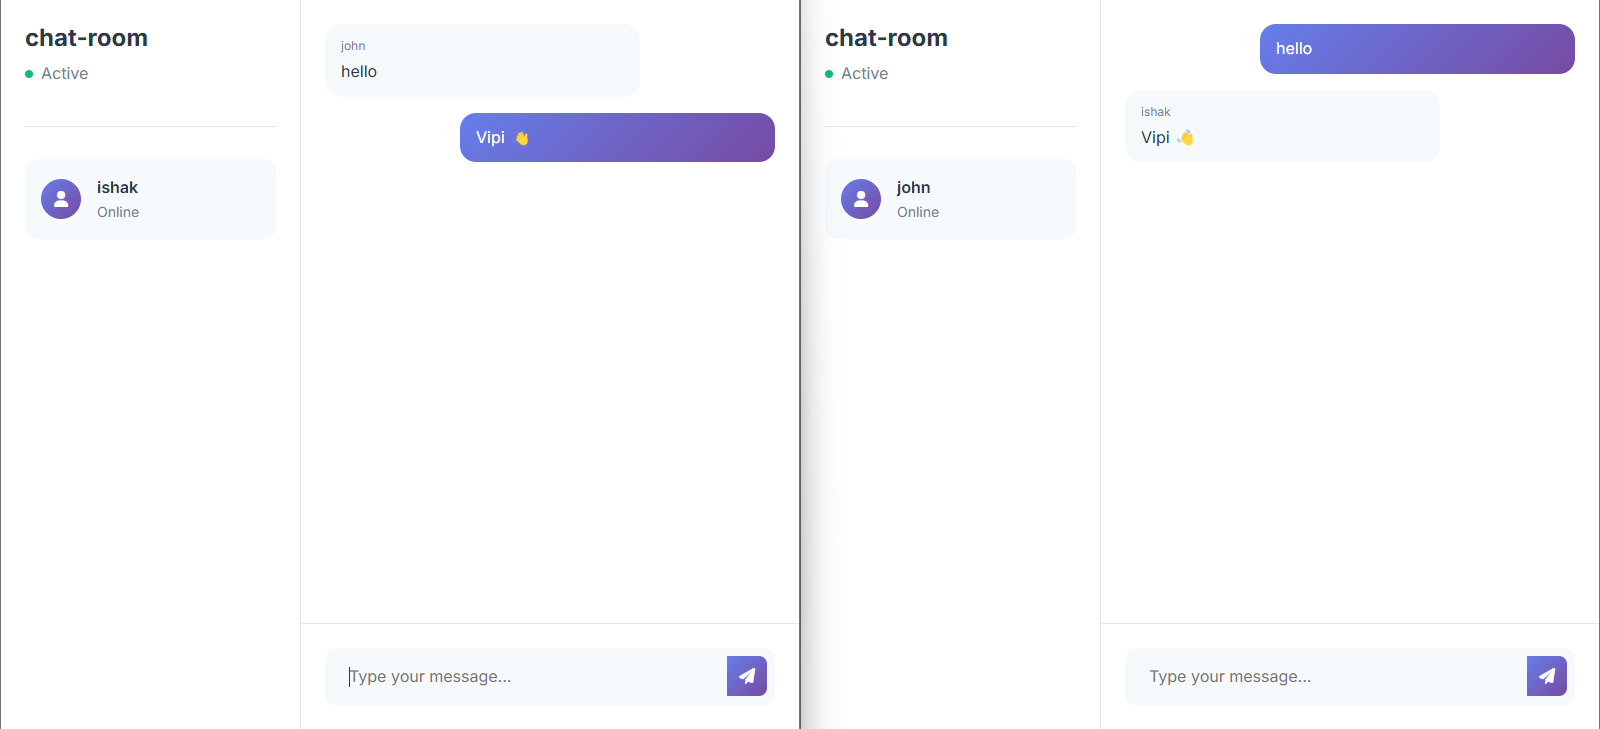 chat-room
Active
ishak
Online
john
hello
Vipi 👋
Type your message...
chat-room
Active
john
Online
hello
ishak
Vipi 👋
Type your message...